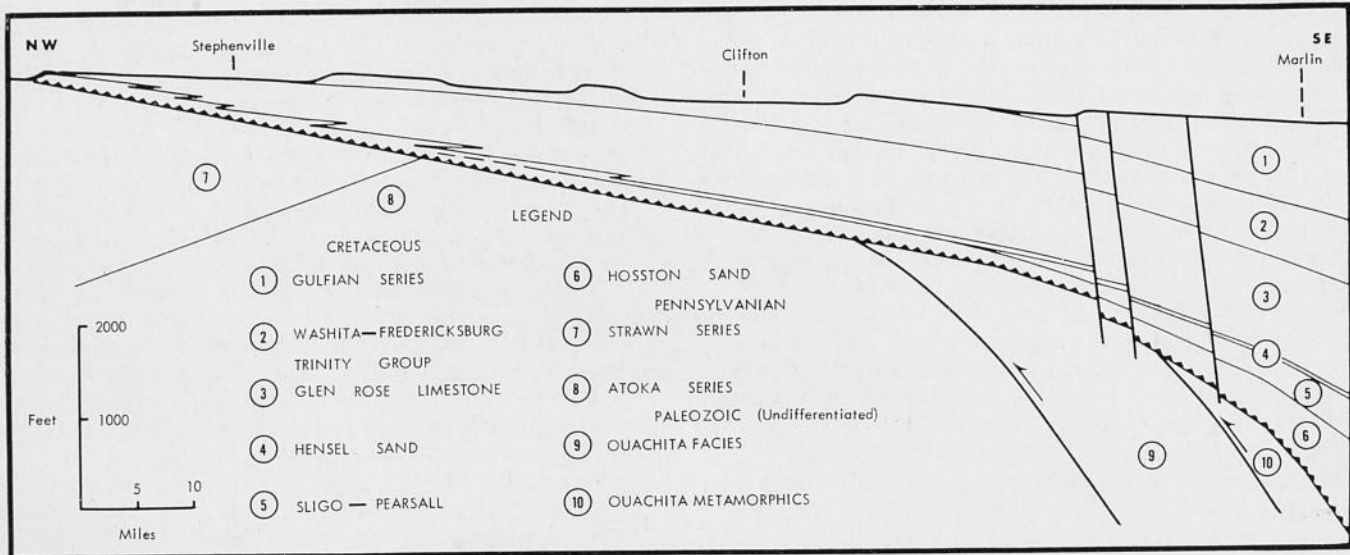 NW
SE
Stephenville
Clifton
Marlin
1
2
3
4
5
6
7
8
9
10
LEGEND
CRETACEOUS
1 GULFIAN SERIES
2 WASHITA—FREDERICKSBURG
TRINITY GROUP
3 GLEN ROSE LIMESTONE
4 HENSEL SAND
5 SLIGO — PEARSALL
6 HOSSTON SAND
PENNSYLVANIAN
7 STRAWN SERIES
8 ATOKA SERIES
PALEOZOIC (Undifferentiated)
9 OUACHITA FACIES
10 OUACHITA METAMORPHICS
2000
Feet 1000
5 10
Miles